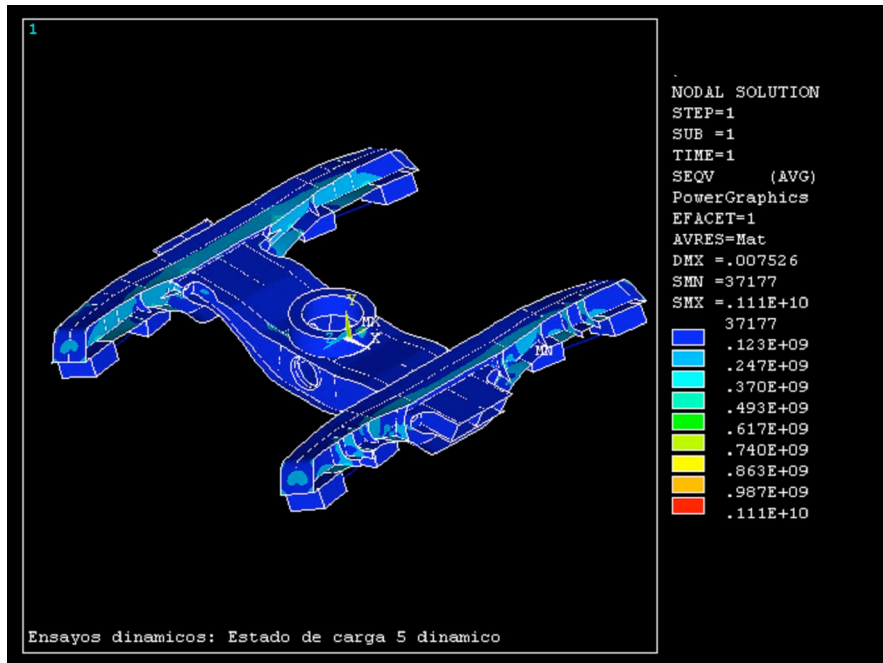 1
NODAL SOLUTION
STEP=1
SUB =1
TIME=1
SEQV (AVG)
PowerGraphics
EFACET=1
AVRES=Mat
DMX =.007526
SMN =37177
SMX =.111E+10
37177
.123E+09
.247E+09
.370E+09
.493E+09
.617E+09
.740E+09
.863E+09
.987E+09
.111E+10
Y
MX
Z
X
MN
Ensayos dinamicos: Estado de carga 5 dinamico